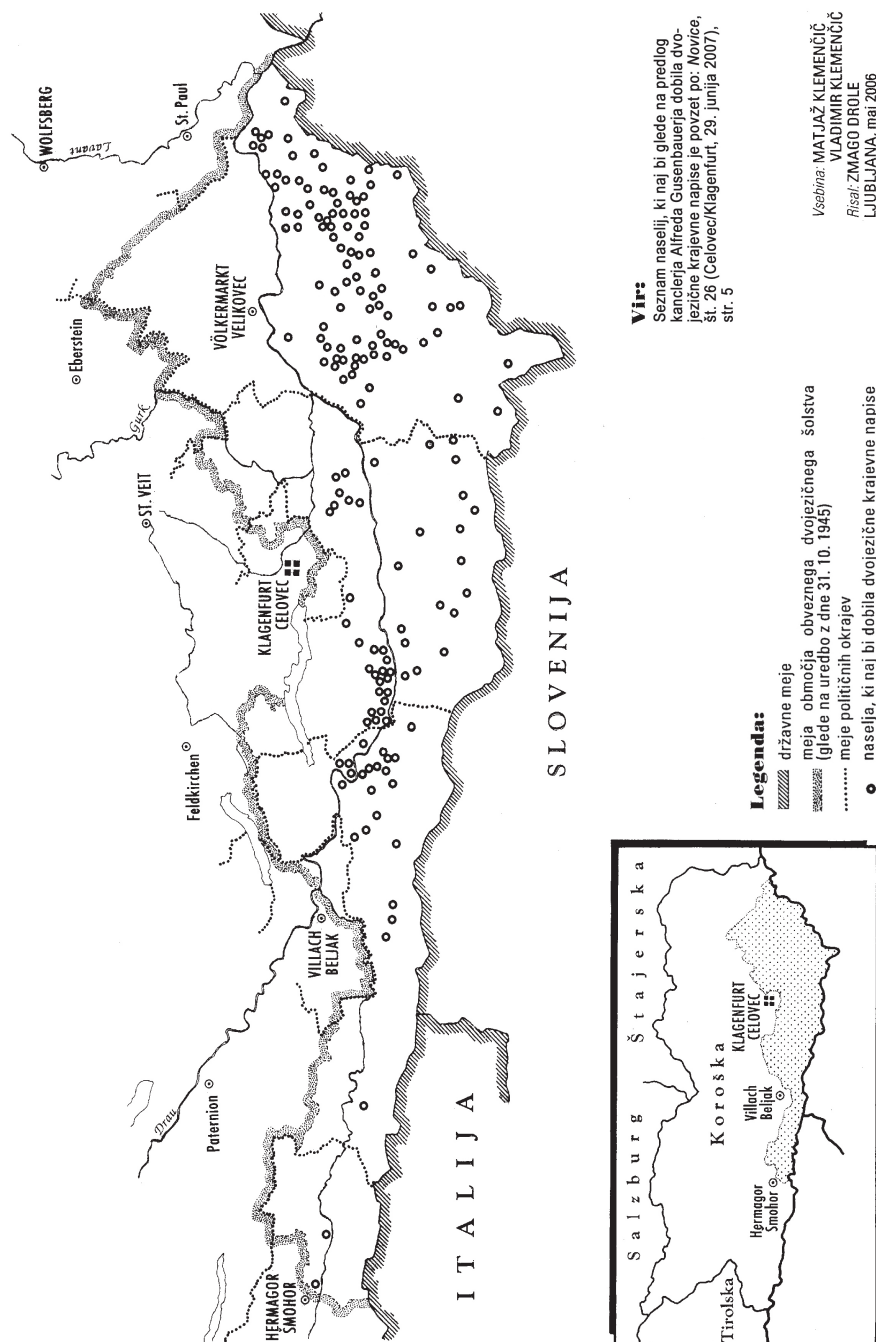 WOLFSBERG
Lavant
St. Paul
Eberstein
Gurk
VÖLKERMARKT
VELIKOVEC
ST. VEIT
KLAGENFURT
CELOVEC
Feldkirchen
VILLACH
BELJAK
Drau
Paternion
HERMAGOR
SMOHOR
ITALIJA
SLOVENIJA
Vir:
Seznam naselij, ki naj bi glede na predlog
kanclerja Alfreda Gusenbauerja dobila dvo-
jezične krajevne napise je povzet po: Novice,
št. 26 (Celovec/Klagenfurt, 29. junija 2007),
str. 5
Vsebina: MATJAŽ KLEMENČIČ
VLADIMIR KLEMENČIČ
Risal: ZMAGO DROLE
LJUBLJANA, maj 2006
Legenda:
državne meje
meja območja obveznega dvojezičnega šolstva
(glede na uredbo z dne 31. 10. 1945)
meje političnih okrajev
naselja, ki naj bi dobila dvojezične krajevne napise
Salzburg
Štajerska
Koroška
Tirolska
KLAGENFURT
CELOVEC
Villach
Beljak
Hermagor
Smohor